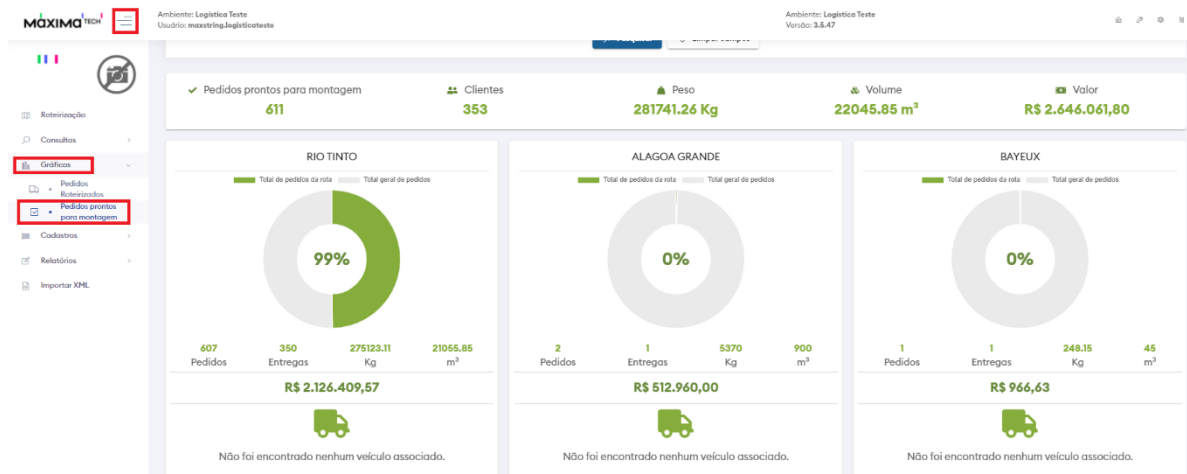 MÁXIMA TECH
Ambiente: Logística Teste
Usuário: maxstring.logisticateste
Ambiente: Logística Teste
Versão: 3.5.47
Roteirização
Consultas
Gráficos
Pedidos
Roteirizados
Pedidos prontos
para montagem
Cadastros
Relatórios
Importar XML
Pedidos prontos para montagem
611
Clientes
353
Peso
281741.26 Kg
Volume
22045.85 m³
Valor
R$ 2.646.061,80
RIO TINTO
Total de pedidos da rota Total geral de pedidos
99%
607 350 275123.11 21055.85
Pedidos Entregas Kg m³
R$ 2.126.409,57
Não foi encontrado nenhum veículo associado.
ALAGOA GRANDE
Total de pedidos da rota Total geral de pedidos
0%
2 1 5370 900
Pedidos Entregas Kg m³
R$ 512.960,00
Não foi encontrado nenhum veículo associado.
BAYEUX
Total de pedidos da rota Total geral de pedidos
0%
1 1 248.15 45
Pedidos Entregas Kg m³
R$ 966,63
Não foi encontrado nenhum veículo associado.